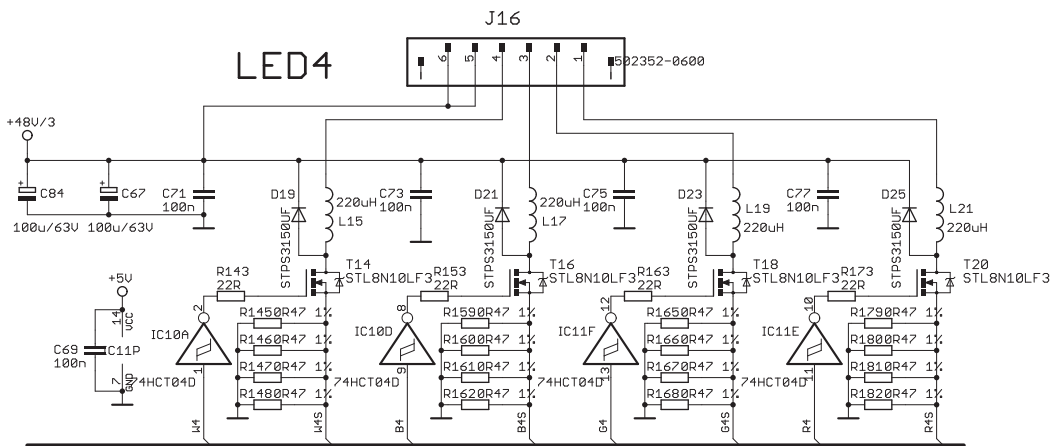 J16
LED4
6 5 4 3 2 1
502352-0600
+48V/3
C84
100u/63V
C67
100u/63V
C71
100n
D19
STPS3150UF
220uH
L15
C73
100n
D21
STPS3150UF
220uH
L17
C75
100n
D23
STPS3150UF
L19
220uH
C77
100n
D25
STPS3150UF
L21
220uH
T14
STL8N10LF3
T16
STL8N10LF3
T18
STL8N10LF3
T20
STL8N10LF3
R143
22R
R153
22R
R163
22R
R173
22R
+5V
14
VCC
C69
100n
IC11P
7
GND
2
IC10A
1
74HCT04D
8
IC10D
9
74HCT04D
12
IC11F
13
74HCT04D
10
IC11E
11
74HCT04D
R1450R47 1%
R1460R47 1%
R1470R47 1%
R1480R47 1%
R1590R47 1%
R1600R47 1%
R1610R47 1%
R1620R47 1%
R1650R47 1%
R1660R47 1%
R1670R47 1%
R1680R47 1%
R1790R47 1%
R1800R47 1%
R1810R47 1%
R1820R47 1%
W4
W4S
B4
B4S
G4
G4S
R4
R4S